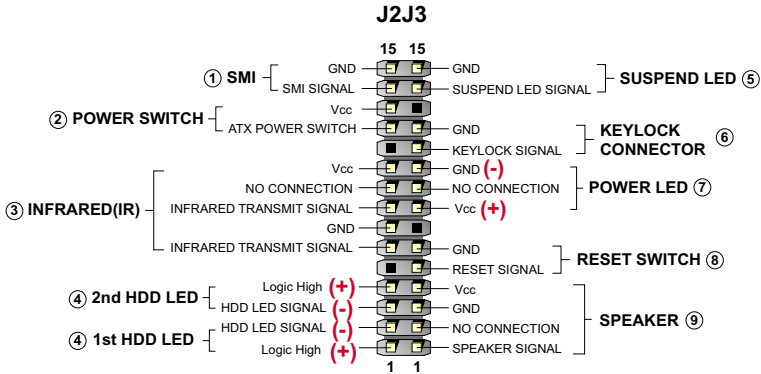 J2J3
15 15
GND GND
① SMI SUSPEND LED ⑤
SMI SIGNAL SUSPEND LED SIGNAL
Vcc
② POWER SWITCH
ATX POWER SWITCH GND
KEYLOCK ⑥
CONNECTOR
KEYLOCK SIGNAL
Vcc GND (-)
NO CONNECTION NO CONNECTION POWER LED ⑦
③ INFRARED(IR) INFRARED TRANSMIT SIGNAL Vcc (+)
GND
INFRARED TRANSMIT SIGNAL GND
RESET SWITCH ⑧
RESET SIGNAL
Logic High (+) Vcc
④ 2nd HDD LED
HDD LED SIGNAL (-) GND
SPEAKER ⑨
HDD LED SIGNAL (-) NO CONNECTION
④ 1st HDD LED
Logic High (+) SPEAKER SIGNAL
1 1